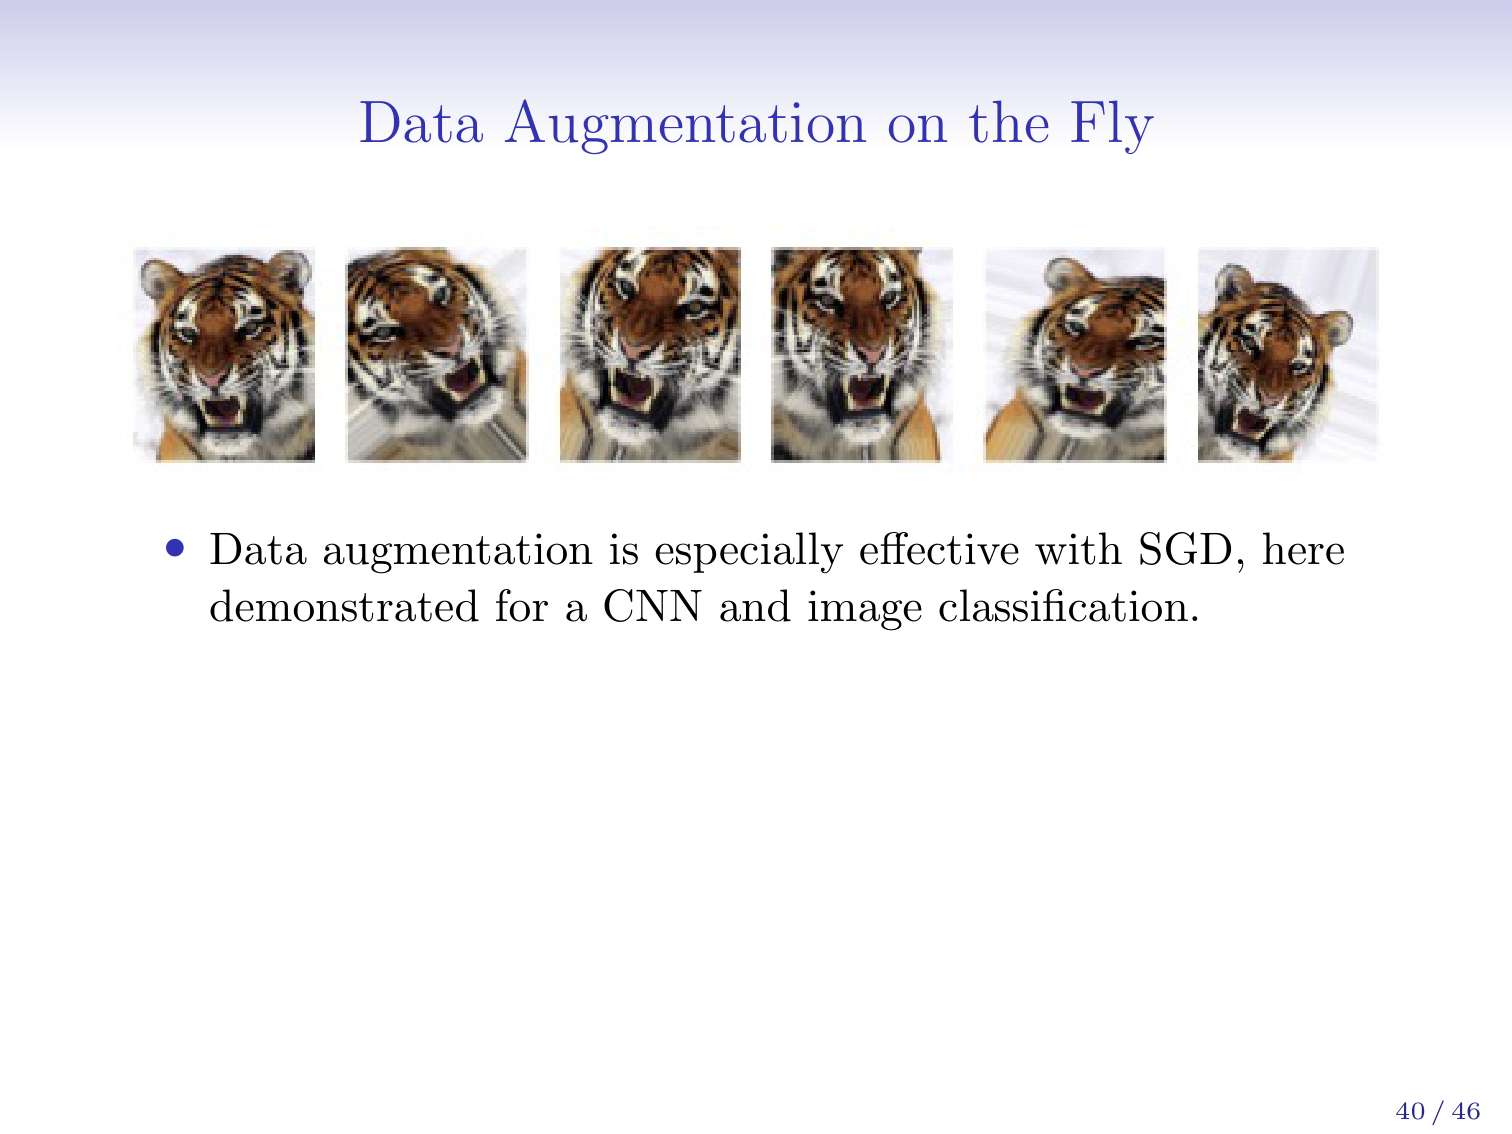 Data Augmentation on the Fly
• Data augmentation is especially effective with SGD, here
demonstrated for a CNN and image classification.
40 / 46